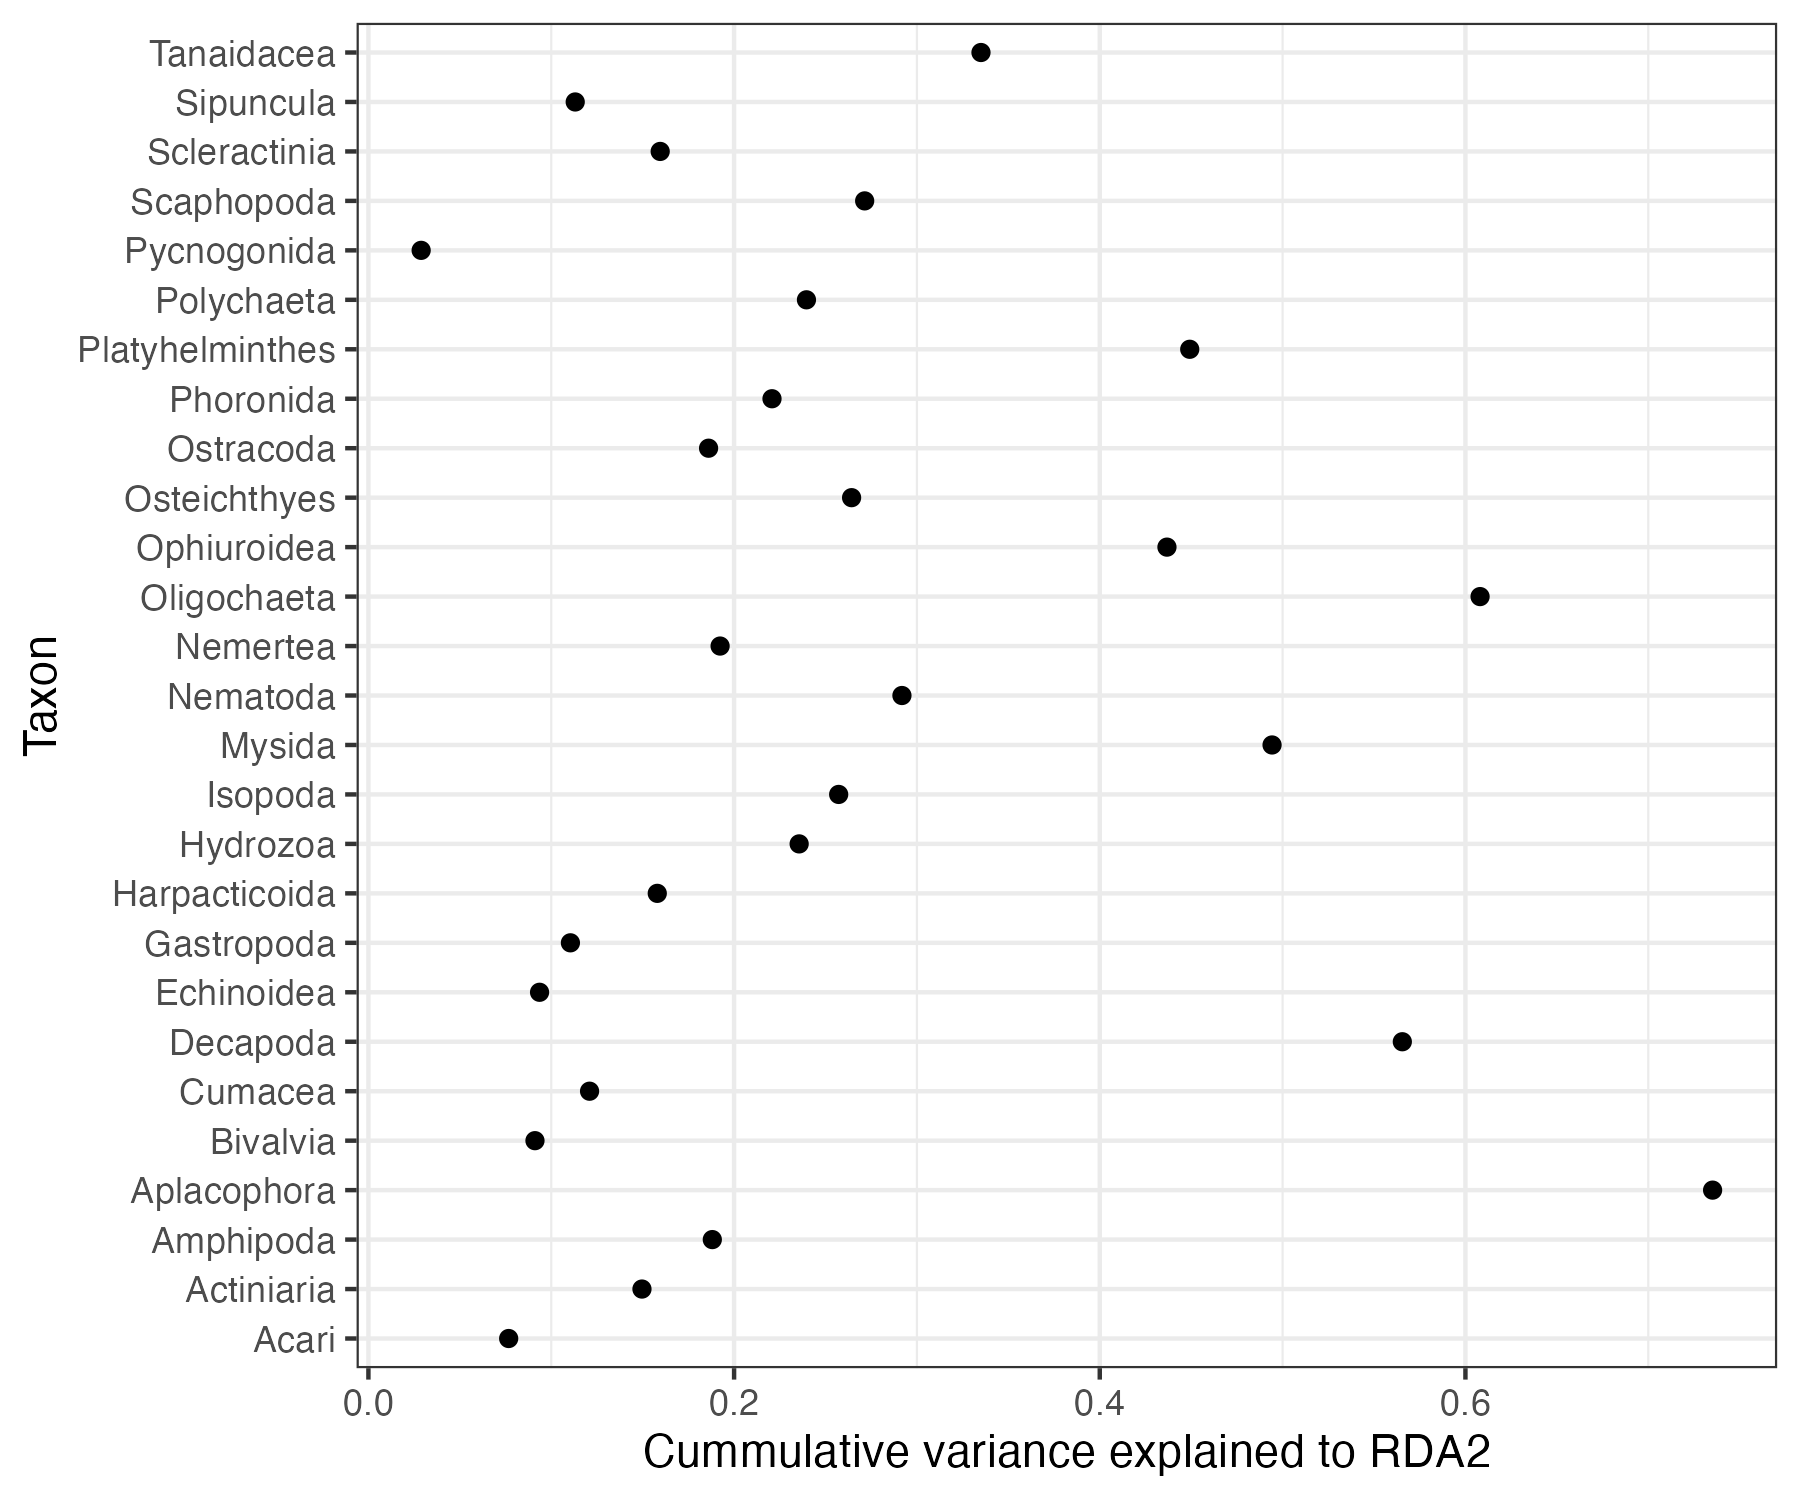 Tanaidacea
Sipuncula
Scleractinia
Scaphopoda
Pycnogonida
Polychaeta
Platyhelminthes
Phoronida
Ostracoda
Osteichthyes
Ophiuroidea
Oligochaeta
Nemertea
Nematoda
Mysida
Isopoda
Hydrozoa
Harpacticoida
Gastropoda
Echinoidea
Decapoda
Cumacea
Bivalvia
Aplacophora
Amphipoda
Actiniaria
Acari
Taxon
0.0 0.2 0.4 0.6
Cummulative variance explained to RDA2